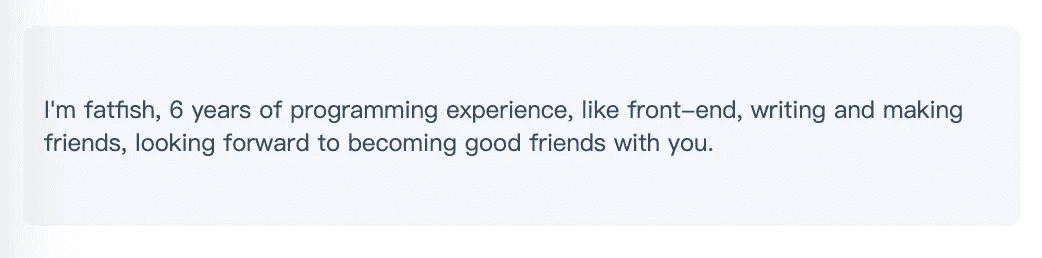 I'm fatfish, 6 years of programming experience, like front–end, writing and making
friends, looking forward to becoming good friends with you.